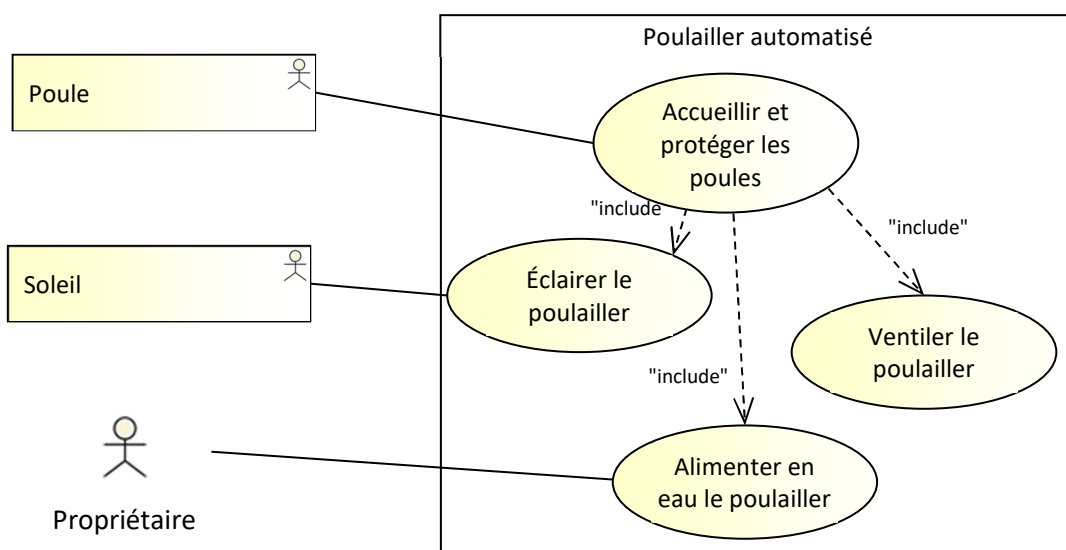 Poulailler automatisé
Poule
Accueillir et
protéger les
poules
"include
"include"
Soleil
Éclairer le
poulailler
Ventiler le
poulailler
"include"
Alimenter en
eau le poulailler
Propriétaire